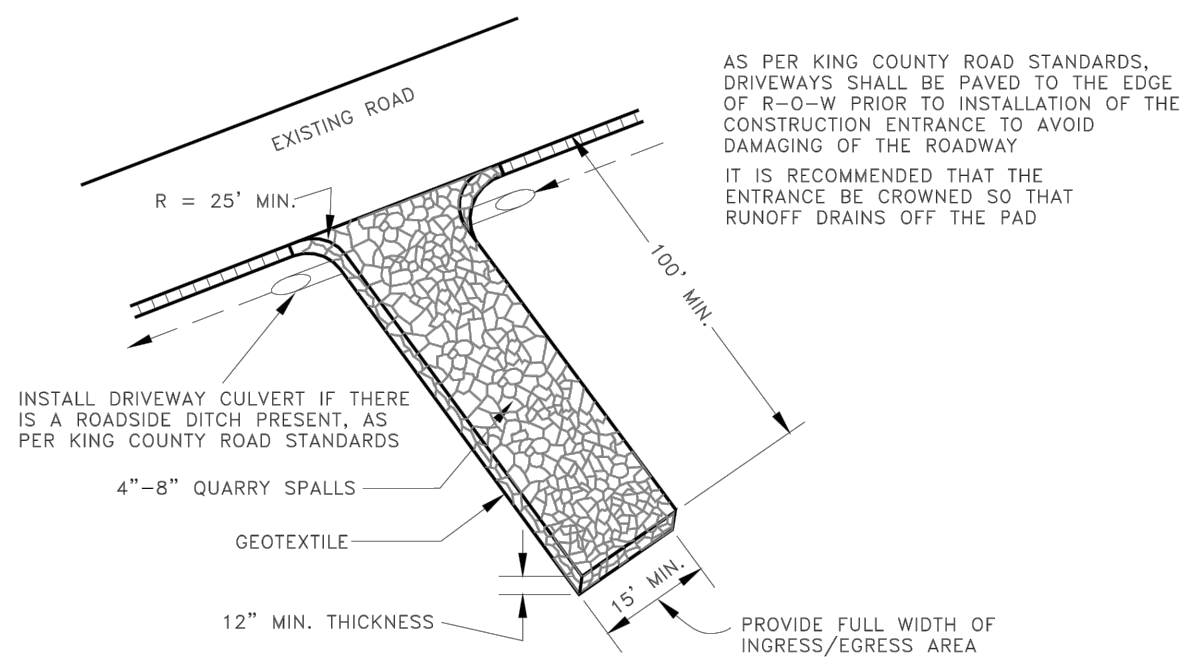 EXISTING ROAD
AS PER KING COUNTY ROAD STANDARDS,
DRIVEWAYS SHALL BE PAVED TO THE EDGE
OF R-O-W PRIOR TO INSTALLATION OF THE
CONSTRUCTION ENTRANCE TO AVOID
DAMAGING OF THE ROADWAY
IT IS RECOMMENDED THAT THE
ENTRANCE BE CROWNED SO THAT
RUNOFF DRAINS OFF THE PAD
R = 25' MIN.
100' MIN.
INSTALL DRIVEWAY CULVERT IF THERE
IS A ROADSIDE DITCH PRESENT, AS
PER KING COUNTY ROAD STANDARDS
4"-8" QUARRY SPALLS
GEOTEXTILE
12" MIN. THICKNESS
15' MIN.
PROVIDE FULL WIDTH OF
INGRESS/EGRESS AREA